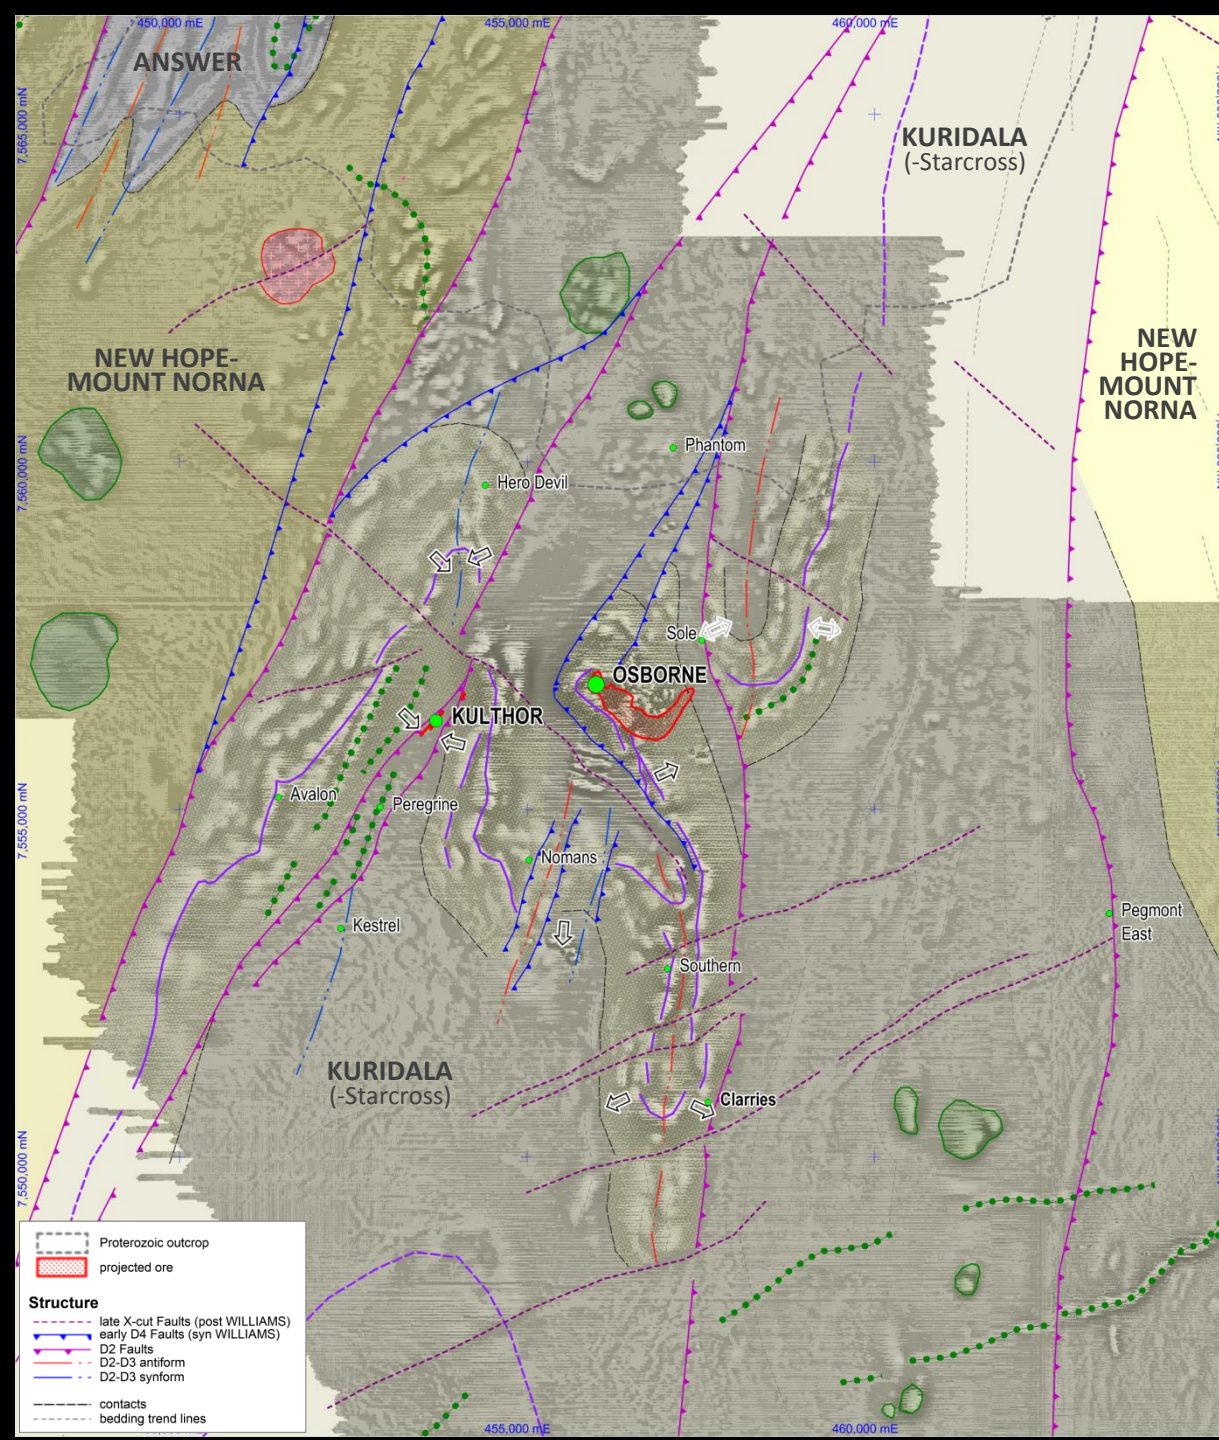 450,000 mE
455,000 mE
460,000 mE
ANSWER
7,565,000 mN
KURIDALA
(-Starcross)
NEW HOPE-
MOUNT NORNA
NEW
HOPE-
MOUNT
NORNA
Phantom
Hero Devil
7,560,000 mN
Sole
OSBORNE
KULTHOR
Avalon
Peregrine
7,555,000 mN
Nomans
Kestrel
Pegmont
East
Southern
KURIDALA
(-Starcross)
Clarries
7,550,000 mN
Proterozoic outcrop
projected ore
Structure
late X-cut Faults (post WILLIAMS)
early D4 Faults (syn WILLIAMS)
D2 Faults
D2-D3 antiform
D2-D3 synform
contacts
bedding trend lines
455,000 mE
460,000 mE